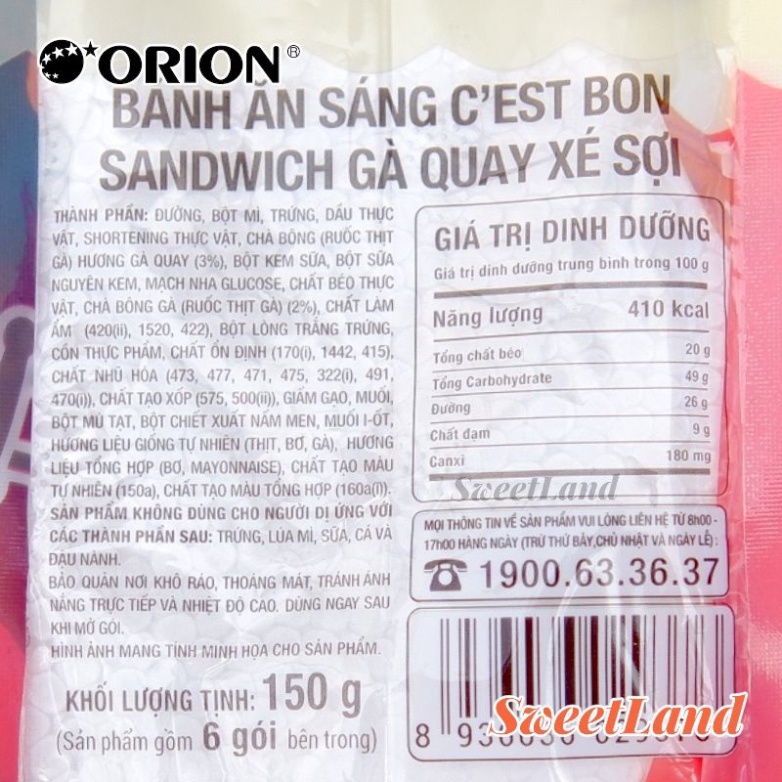 ORION®
BÁNH ĂN SÁNG C'EST BON
SANDWICH GÀ QUAY XÉ SỢI
THÀNH PHẦN: ĐƯỜNG, BỘT MÌ, TRỨNG, DẦU THỰC
VẬT, SHORTENING THỰC VẬT, CHÀ BÔNG (RUỐC THỊT
GÀ) HƯƠNG GÀ QUAY (3%), BỘT KEM SỮA, BỘT SỮA
NGUYÊN KEM, MẠCH NHA GLUCOSE, CHẤT BÉO THỰC
VẬT, CHÀ BÔNG GÀ (RUỐC THỊT GÀ) (2%), CHẤT LÀM
ẨM (420(ii), 1520, 422), BỘT LÒNG TRẮNG TRỨNG,
CỒN THỰC PHẨM, CHẤT ỔN ĐỊNH (170(i), 1442, 415),
CHẤT NHŨ HÓA (473, 477, 471, 475, 322(i), 491,
470(i)), CHẤT TẠO XỐP (575, 500(ii)), GIẤM GẠO, MUỐI,
BỘT MÙ TẠT, BỘT CHIẾT XUẤT NẤM MEN, MUỐI I-ỐT,
HƯƠNG LIỆU GIỐNG TỰ NHIÊN (THỊT, BƠ, GÀ), HƯƠNG
LIỆU TỔNG HỢP (BƠ, MAYONNAISE), CHẤT TẠO MÀU
TỰ NHIÊN (150a), CHẤT TẠO MÀU TỔNG HỢP (160a(i)).
SẢN PHẨM KHÔNG DÙNG CHO NGƯỜI DỊ ỨNG VỚI
CÁC THÀNH PHẦN SAU: TRỨNG, LÚA MÌ, SỮA, CÁ VÀ
ĐẬU NÀNH.
BẢO QUẢN NƠI KHÔ RÁO, THOÁNG MÁT, TRÁNH ÁNH
NẮNG TRỰC TIẾP VÀ NHIỆT ĐỘ CAO. DÙNG NGAY SAU
KHI MỞ GÓI.
HÌNH ẢNH MANG TÍNH MINH HỌA CHO SẢN PHẨM.
KHỐI LƯỢNG TỊNH: 150 g
(Sản phẩm gồm 6 gói bên trong)
GIÁ TRỊ DINH DƯỠNG
Giá trị dinh dưỡng trung bình trong 100 g
Năng lượng 410 kcal
Tổng chất béo 20 g
Tổng Carbohydrate 49 g
Đường 26 g
Chất đạm 9 g
Canxi 180 mg
SweetLand
MỌI THÔNG TIN VỀ SẢN PHẨM VUI LÒNG LIÊN HỆ TỪ 8h00-
17h00 HÀNG NGÀY (TRỪ THỨ BẢY,CHỦ NHẬT VÀ NGÀY LỄ):
1900.63.36.37
SweetLand
8